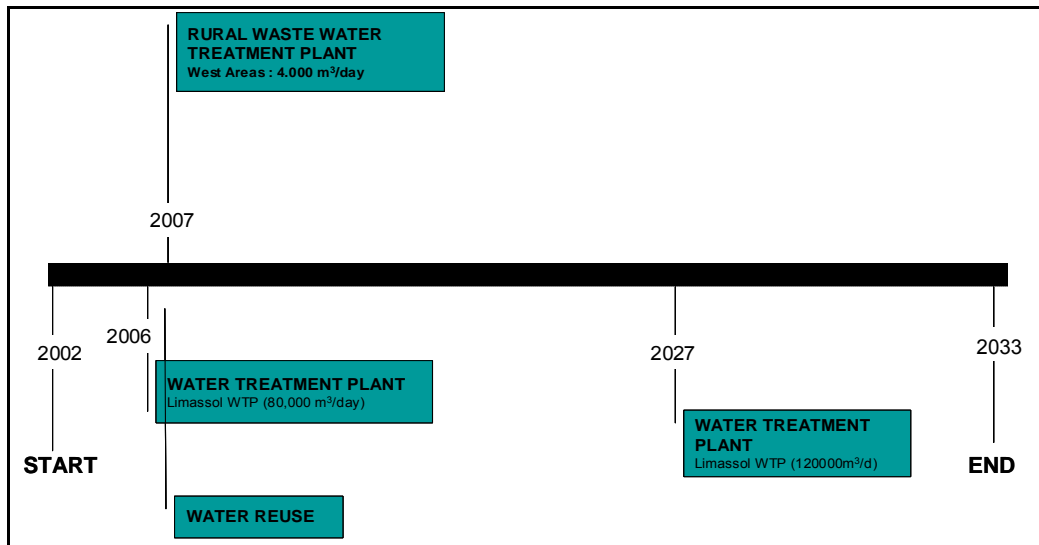 RURAL WASTE WATER
TREATMENT PLANT
West Areas : 4.000 m³/day
2007
2006
2002
2027
2033
WATER TREATMENT PLANT
Limassol WTP (80,000 m³/day)
WATER TREATMENT
PLANT
Limassol WTP (120000m³/d)
START
END
WATER REUSE